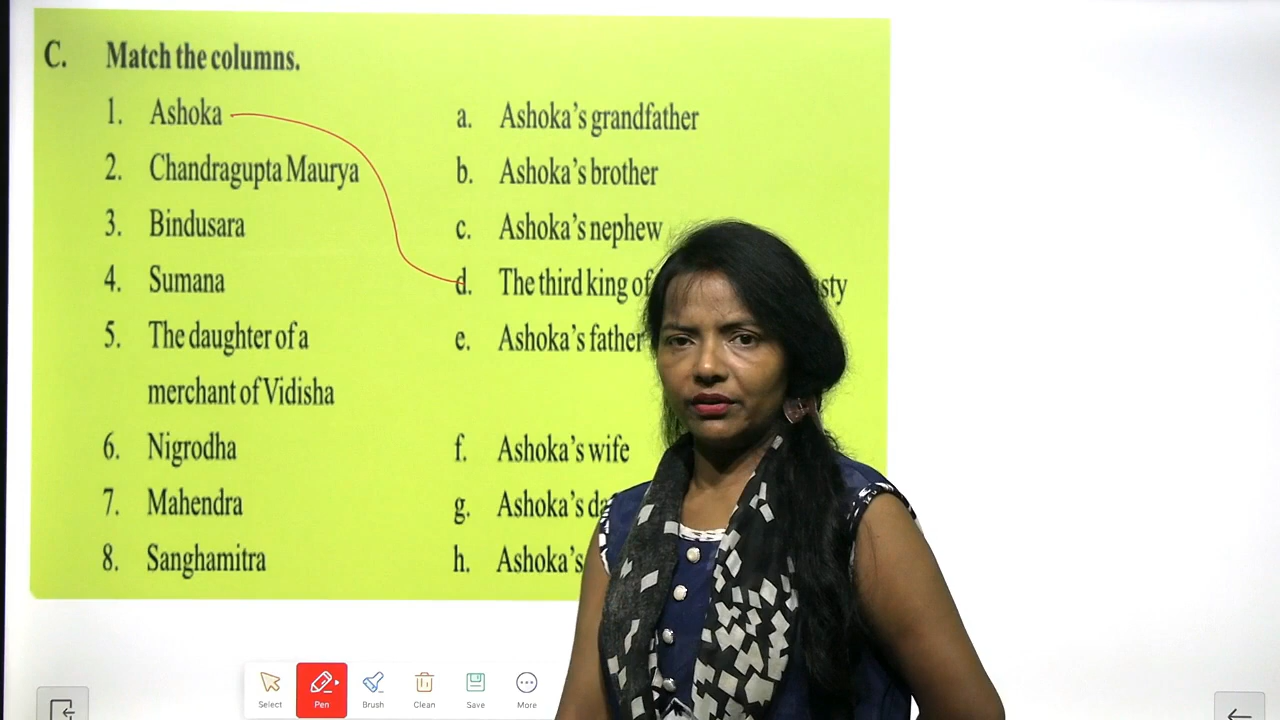 C. Match the columns.
1. Ashoka a. Ashoka's grandfather
2. Chandragupta Maurya b. Ashoka's brother
3. Bindusara c. Ashoka's nephew
4. Sumana d. The third king of
5. The daughter of a e. Ashoka's father
merchant of Vidisha
6. Nigrodha f. Ashoka's wife
7. Mahendra g. Ashoka's
8. Sanghamitra h. Ashoka's
Select Pen Brush Clean Save More